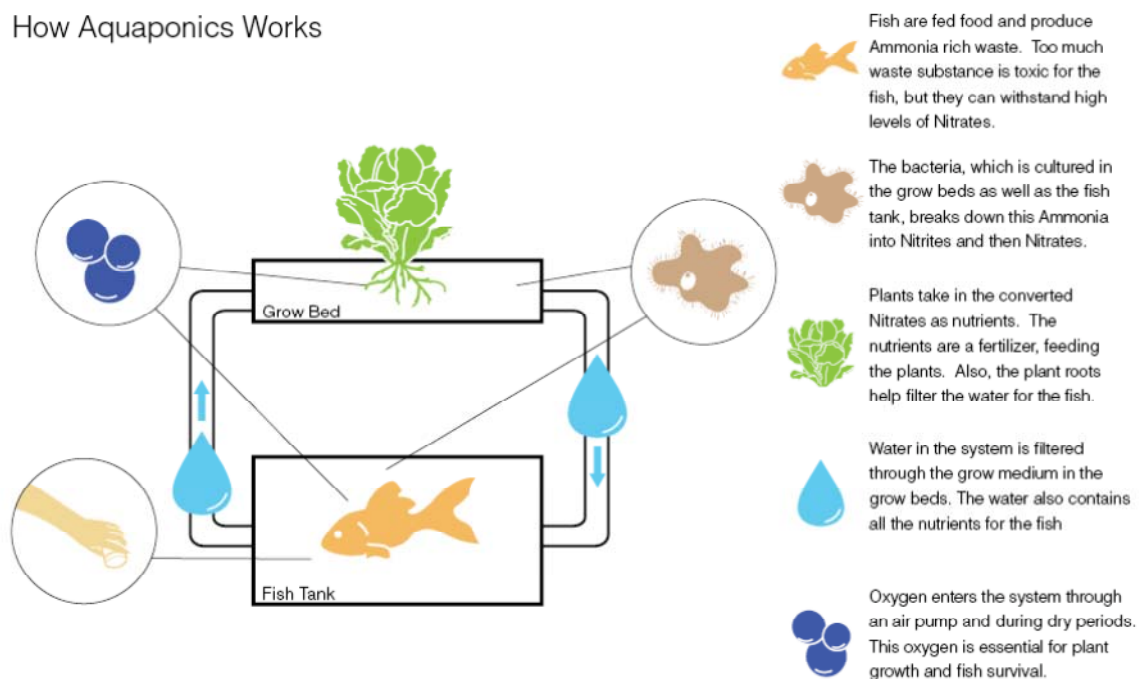 How Aquaponics Works
Grow Bed
Fish Tank
Fish are fed food and produce
Ammonia rich waste. Too much
waste substance is toxic for the
fish, but they can withstand high
levels of Nitrates.
The bacteria, which is cultured in
the grow beds as well as the fish
tank, breaks down this Ammonia
into Nitrites and then Nitrates.
Plants take in the converted
Nitrates as nutrients. The
nutrients are a fertilizer, feeding
the plants. Also, the plant roots
help filter the water for the fish.
Water in the system is filtered
through the grow medium in the
grow beds. The water also contains
all the nutrients for the fish
Oxygen enters the system through
an air pump and during dry periods.
This oxygen is essential for plant
growth and fish survival.